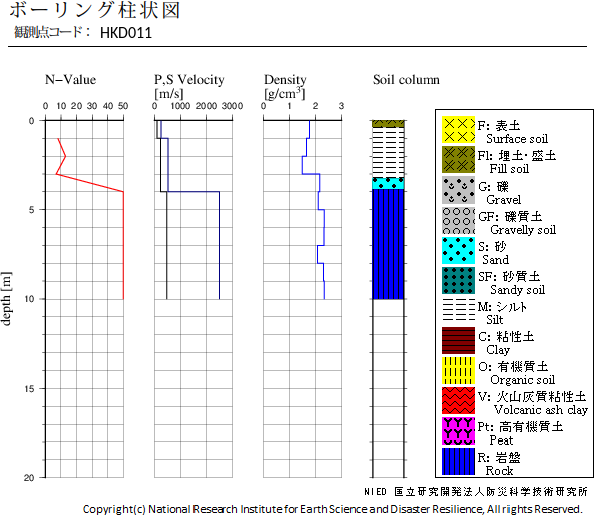 ボーリング柱状図
観測点コード： HKD011
N−Value
P,S Velocity
[m/s]
Density
[g/cm3]
Soil column
0 10 20 30 40 50
0 1000 2000 3000
0 1 2 3
0
5
10
15
20
depth [m]
F: 表土
Surface soil
Fl: 埋土・盛土
Fill soil
G: 礫
Gravel
GF: 礫質土
Gravelly soil
S: 砂
Sand
SF: 砂質土
Sandy soil
M: シルト
Silt
C: 粘性土
Clay
O: 有機質土
Organic soil
V: 火山灰質粘性土
Volcanic ash clay
Pt: 高有機質土
Peat
R: 岩盤
Rock
NIED 国立研究開発法人防災科学技術研究所
Copyright(c) National Research Institute for Earth Science and Disaster Resilience, All rights Reserved.